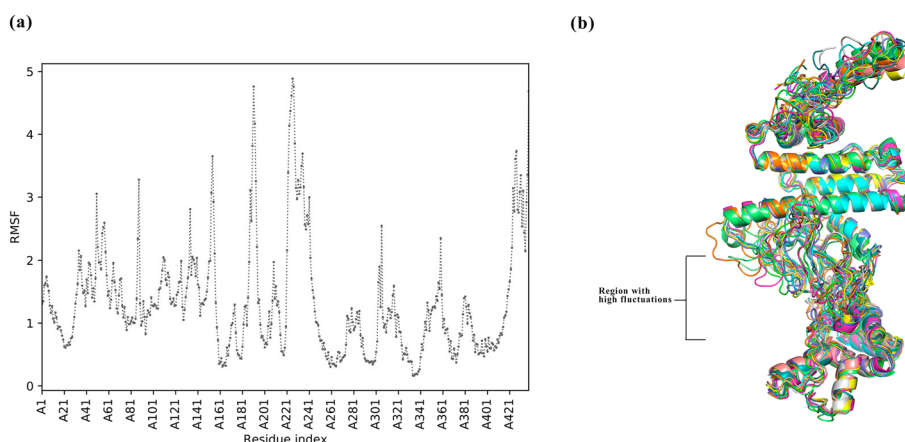 (a)
(b)
5
4
3
2
1
0
RMSF
A1 A21 A41 A61 A81 A101 A121 A141 A161 A181 A201 A221 A241 A261 A281 A301 A321 A341 A361 A381 A401 A421
Residue index
Region with
high fluctuations